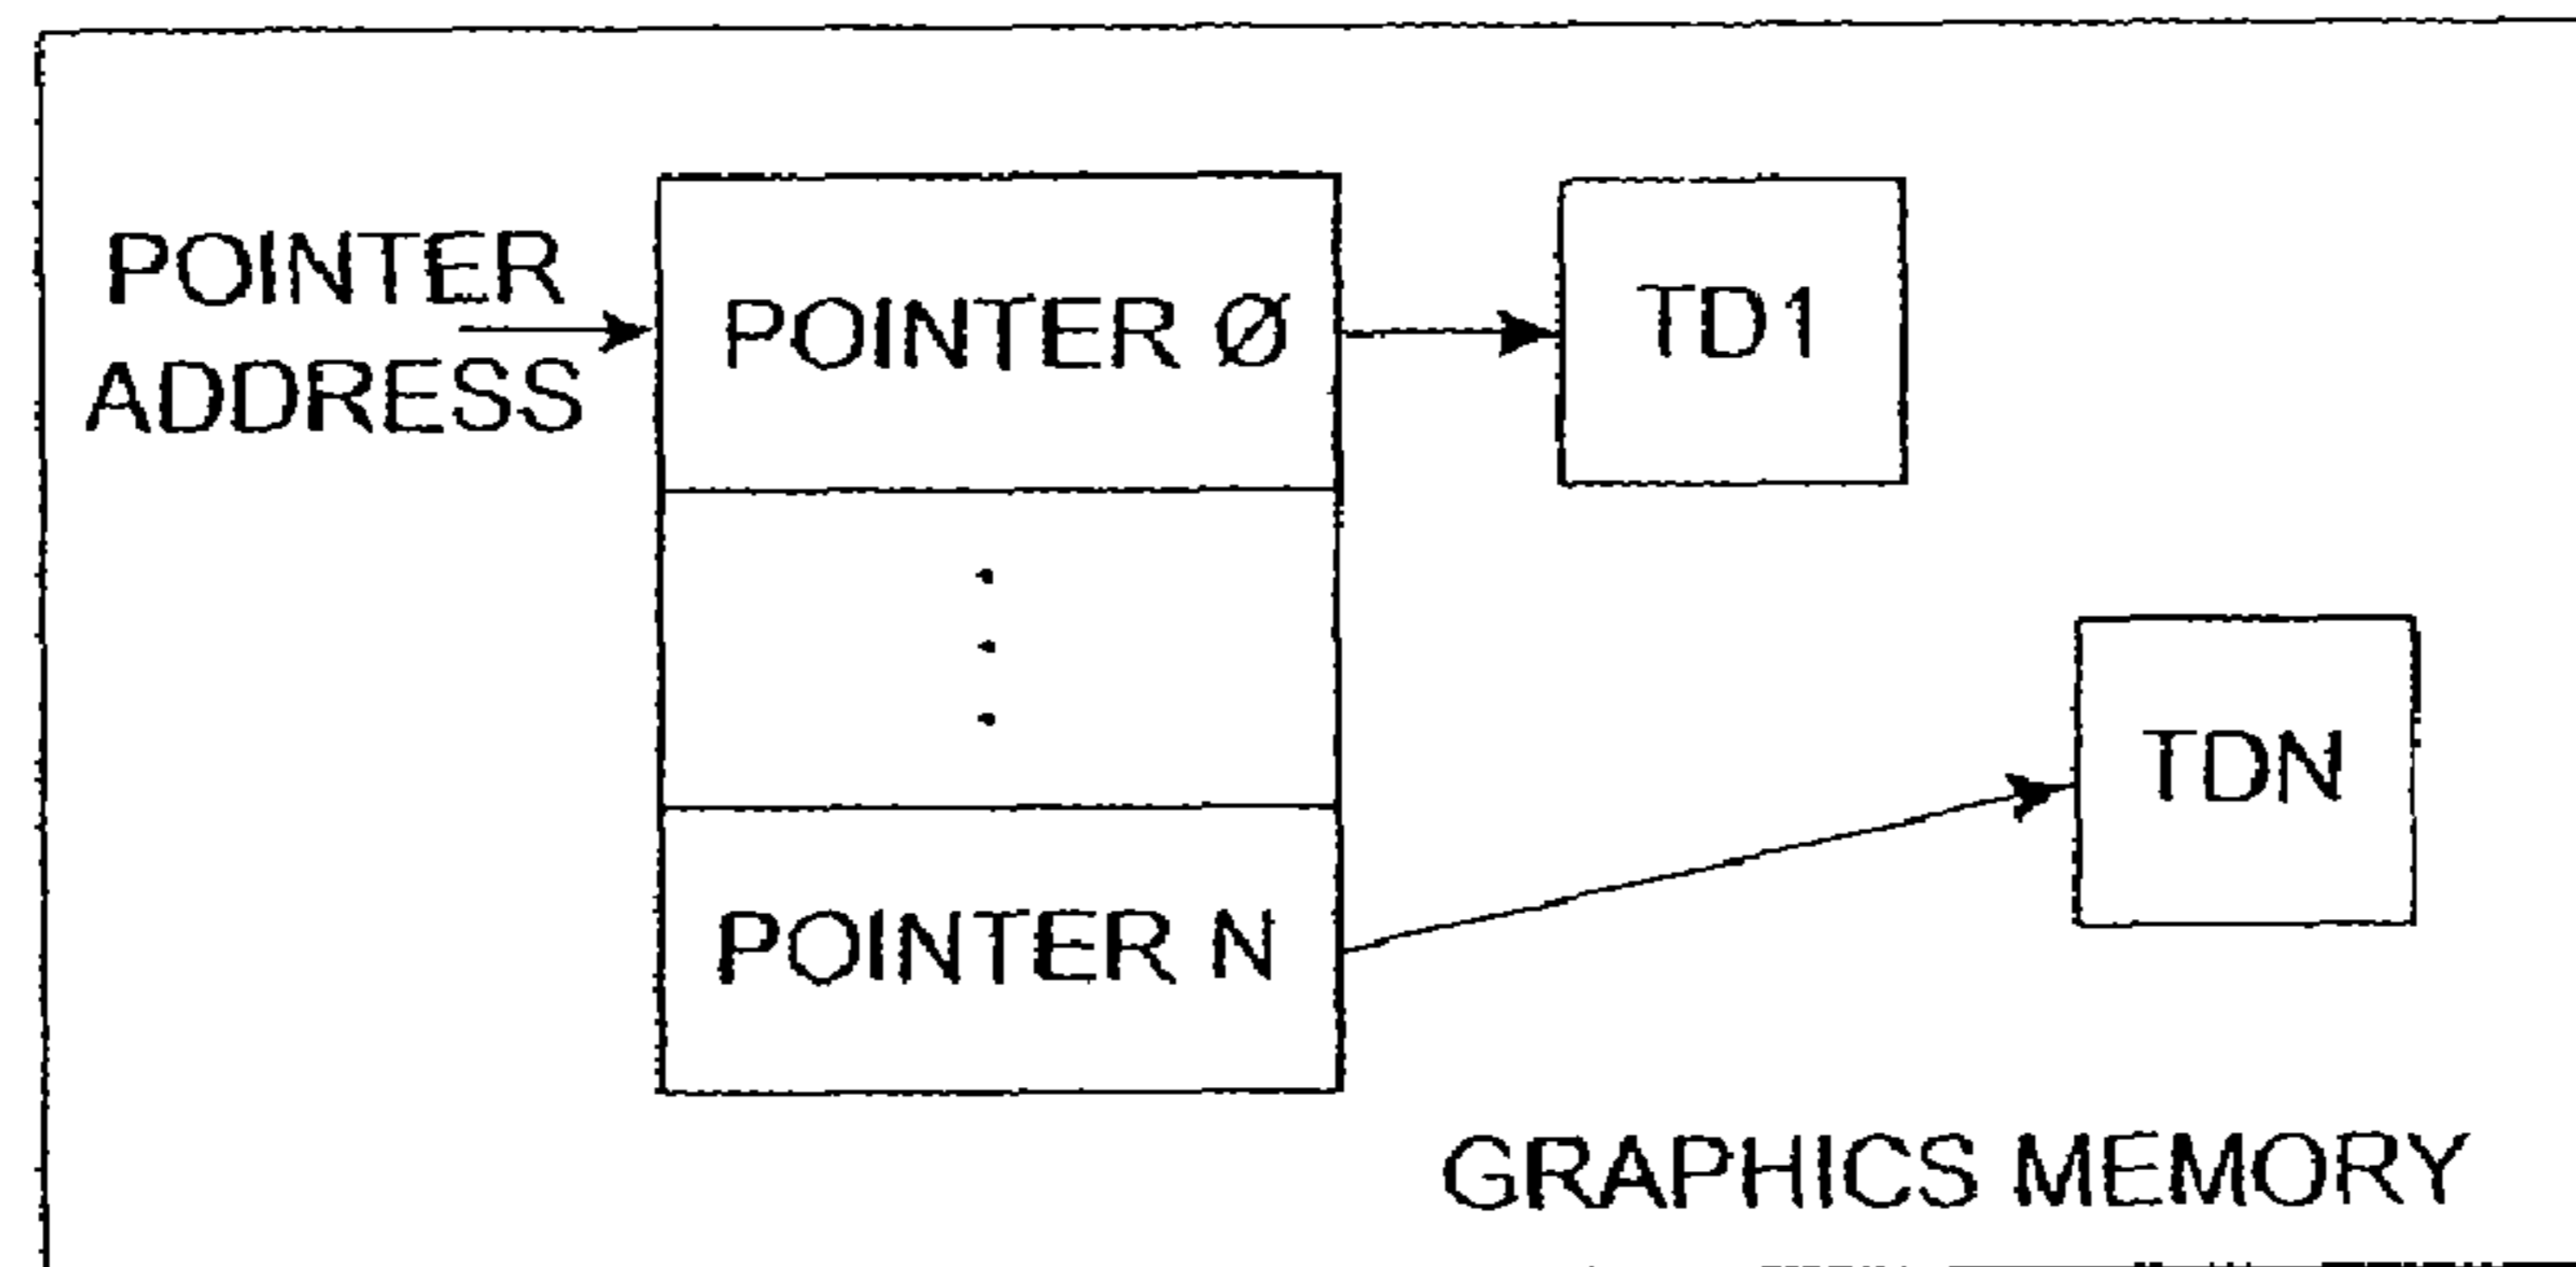 POINTER
ADDRESS
POINTER Ø
TD1
TDN
POINTER N
GRAPHICS MEMORY